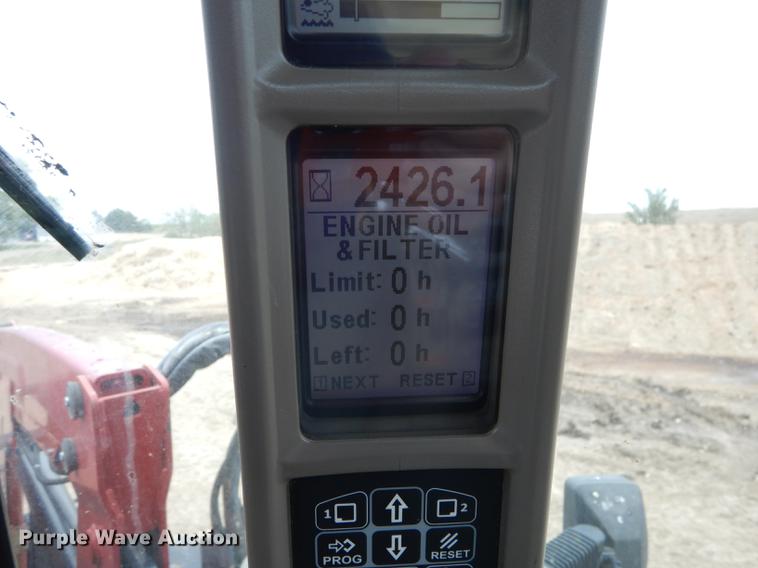 2426.1
ENGINE OIL
& FILTER
Limit: 0 h
Used: 0 h
Left: 0 h
1 NEXT RESET 2
1 2
PROG RESET
Purple Wave Auction